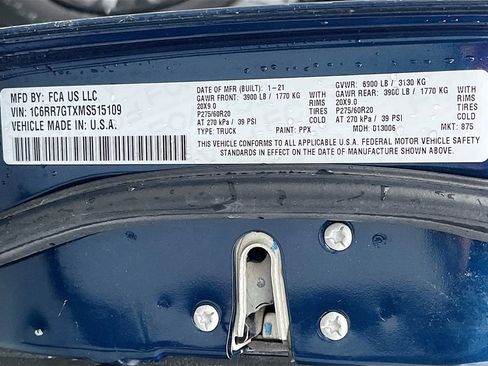 MFD BY: FCA US LLC
VIN: 1C6RR7GTXMS515109
VEHICLE MADE IN: U.S.A.
DATE OF MFR (BUILT): 1-21 GVWR: 6900 LB / 3130 KG
GAWR FRONT: 3900 LB / 1770 KG WITH GAWR REAR: 3900 LB / 1770 KG WITH
20X9.0 RIMS 20X9.0 RIMS
P275/60R20 TIRES P275/60R20 TIRES
AT 270 kPa / 39 PSI COLD AT 270 kPa / 39 PSI COLD
TYPE: TRUCK PAINT: PPX MDH: 013006 MKT: 875
THIS VEHICLE CONFORMS TO ALL APPLICABLE U.S.A. FEDERAL MOTOR VEHICLE SAFETY
STANDARDS IN EFFECT ON THE DATE OF MANUFACTURE SHOWN ABOVE.